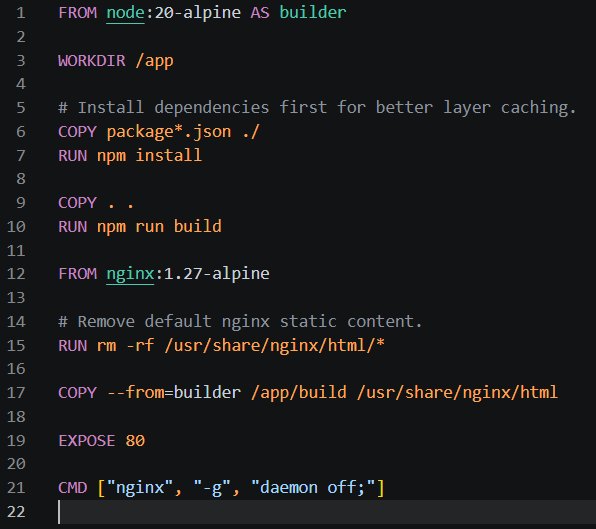 1 FROM node:20-alpine AS builder
2
3 WORKDIR /app
4
5 # Install dependencies first for better layer caching.
6 COPY package*.json ./
7 RUN npm install
8
9 COPY . .
10 RUN npm run build
11
12 FROM nginx:1.27-alpine
13
14 # Remove default nginx static content.
15 RUN rm -rf /usr/share/nginx/html/*
16
17 COPY --from=builder /app/build /usr/share/nginx/html
18
19 EXPOSE 80
20
21 CMD ["nginx", "-g", "daemon off;"]
22